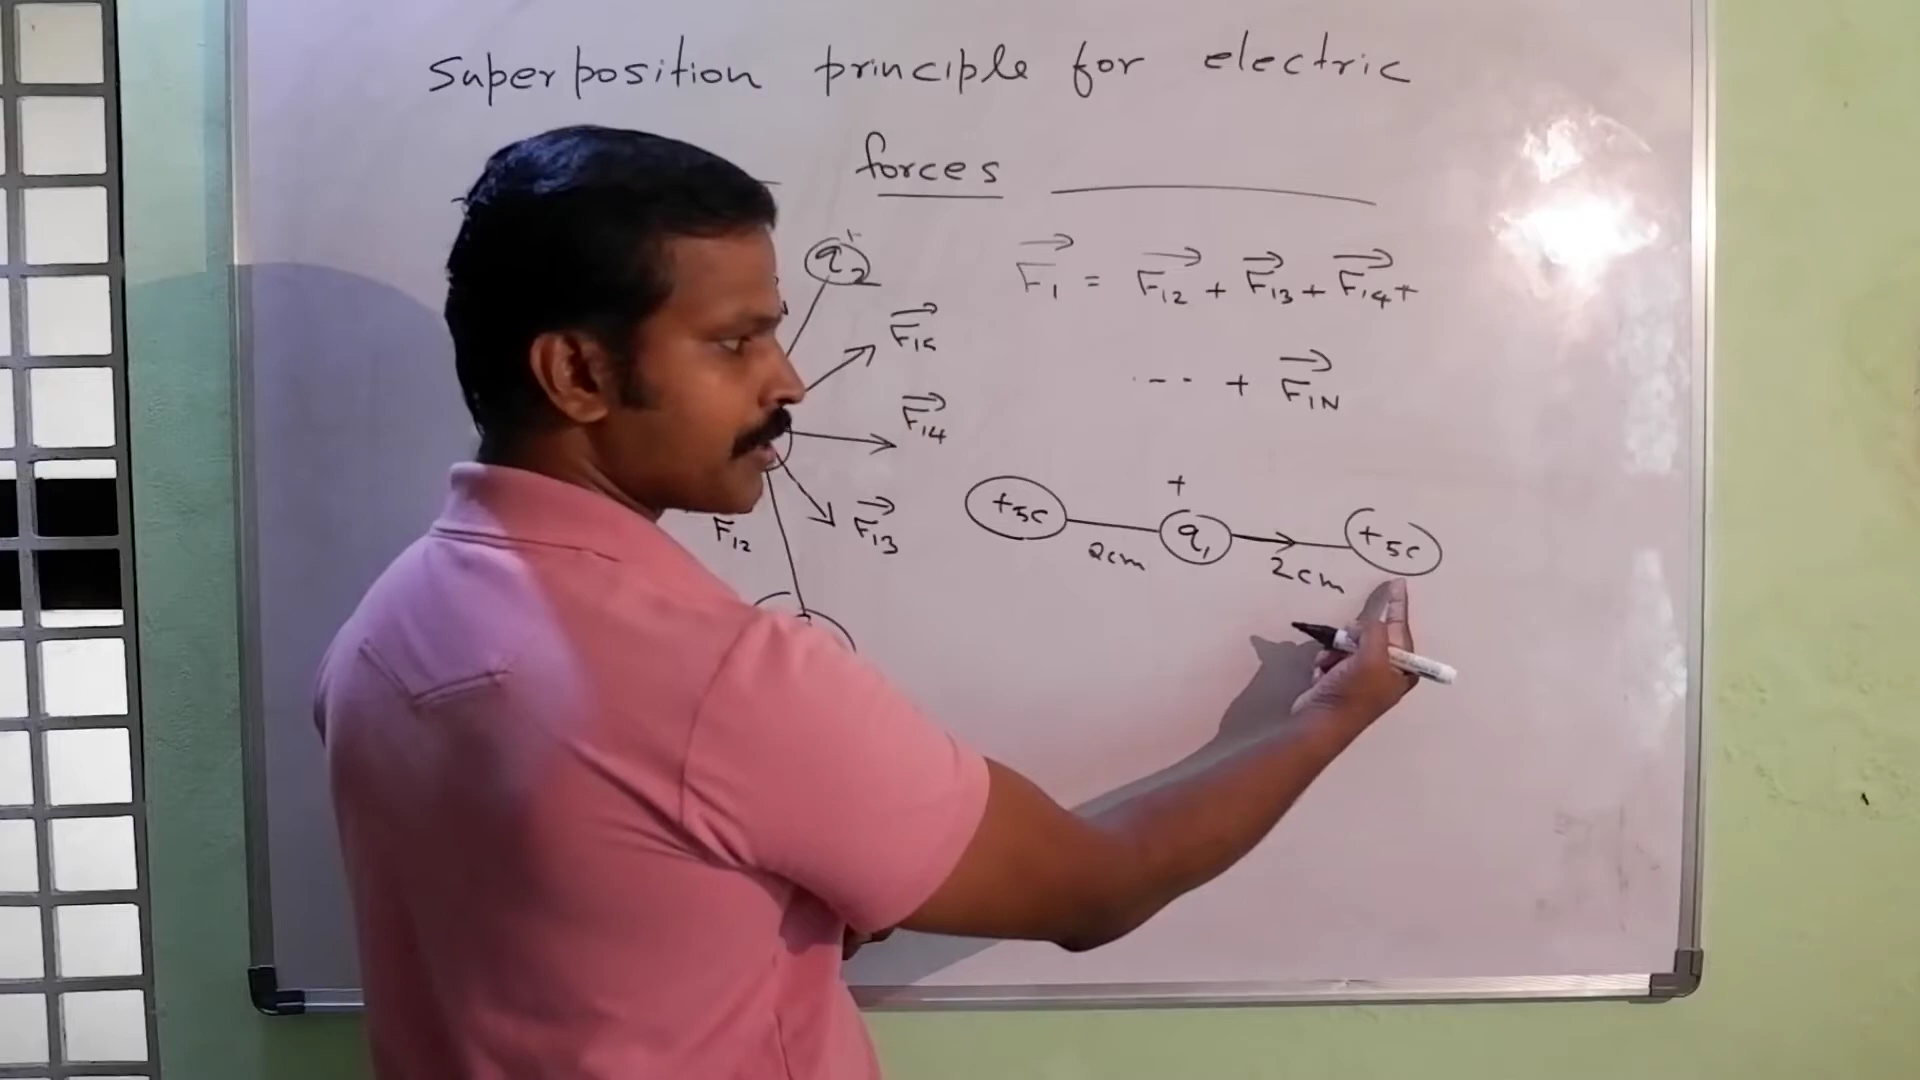 Superposition principle for electric
forces
q2 +
F1 = F12 + F13 + F14 +
F15
--- + F1N
F14
F12
F13
+5C
+
q1
+5C
2cm
2cm